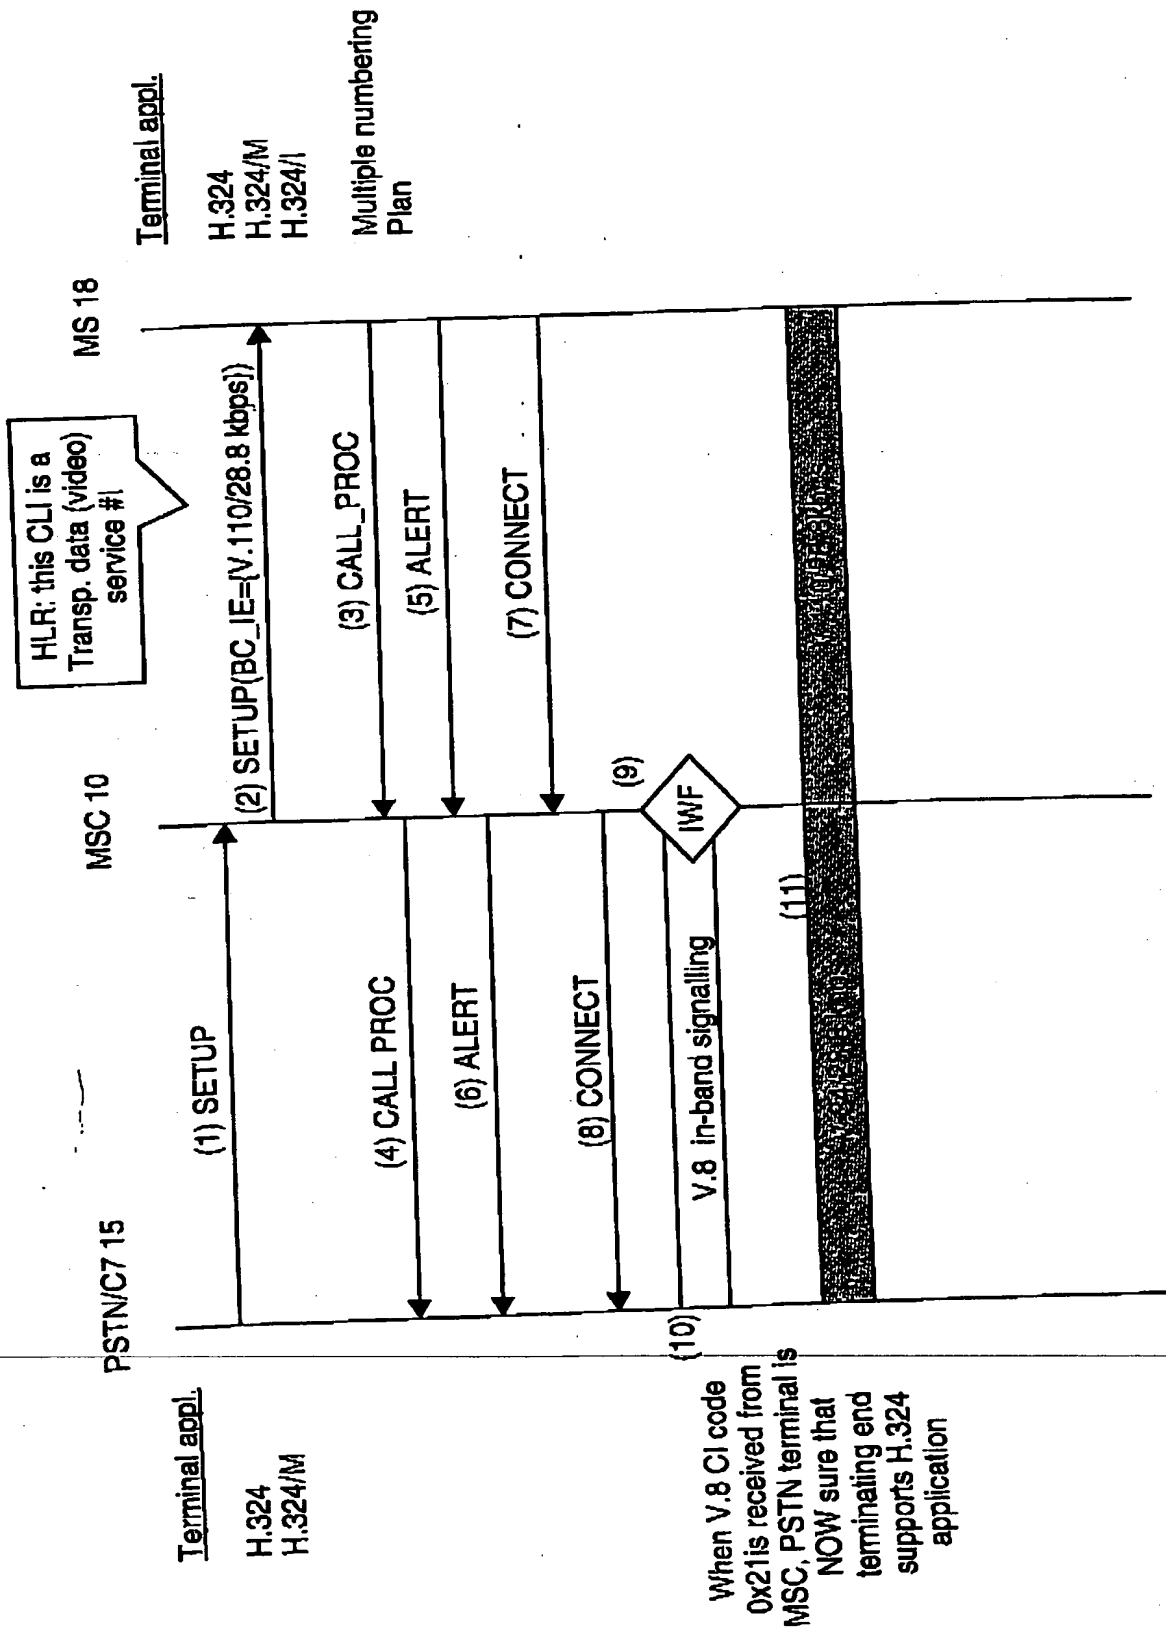 Terminal appl.
H.324
H.324/M
PSTN/C7 15
MSC 10
MS 18
HLR: this CLI is a
Transp. data (video)
service #!
Terminal appl.
H.324
H.324/M
H.324/I
Multiple numbering
Plan
(1) SETUP
(2) SETUP(BC_IE={V.110/28.8 kbps})
(3) CALL_PROC
(4) CALL PROC
(5) ALERT
(6) ALERT
(7) CONNECT
(8) CONNECT
(9)
IWF
(10)
V.8 in-band signalling
(11)
When V.8 CI code
0x21is received from
MSC, PSTN terminal is
NOW sure that
terminating end
supports H.324
application